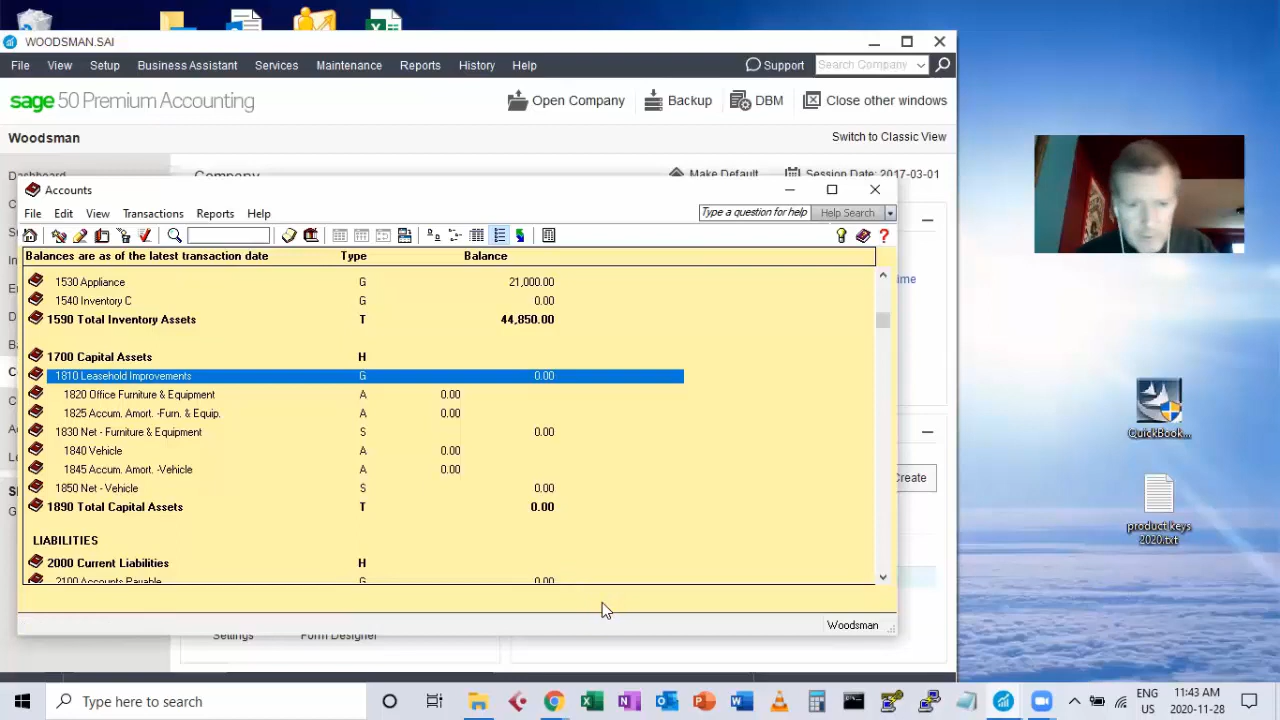 WOODSMAN.SAI
File View Setup Business Assistant Services Maintenance Reports History Help Support Search Company
sage 50 Premium Accounting Open Company Backup DBM Close other windows
Woodsman Switch to Classic View
Dashboard Company Make Default Session Date: 2017-03-01
Accounts
File Edit View Transactions Reports Help Type a question for help Help Search
Balances are as of the latest transaction date Type Balance
1530 Appliance G 21,000.00
1540 Inventory C G 0.00
1590 Total Inventory Assets T 44,850.00
1700 Capital Assets H
1810 Leasehold Improvements G 0.00
1820 Office Furniture & Equipment A 0.00
1825 Accum. Amort. -Furn. & Equip. A 0.00
1830 Net - Furniture & Equipment S 0.00
1840 Vehicle A 0.00
1845 Accum. Amort. -Vehicle A 0.00
1850 Net - Vehicle S 0.00
1890 Total Capital Assets T 0.00
LIABILITIES
2000 Current Liabilities H
2100 Accounts Payable G 0.00
Woodsman
Settings Form Designer
QuickBook...
product keys
2020.txt
Type here to search
ENG 11:43 AM
US 2020-11-28